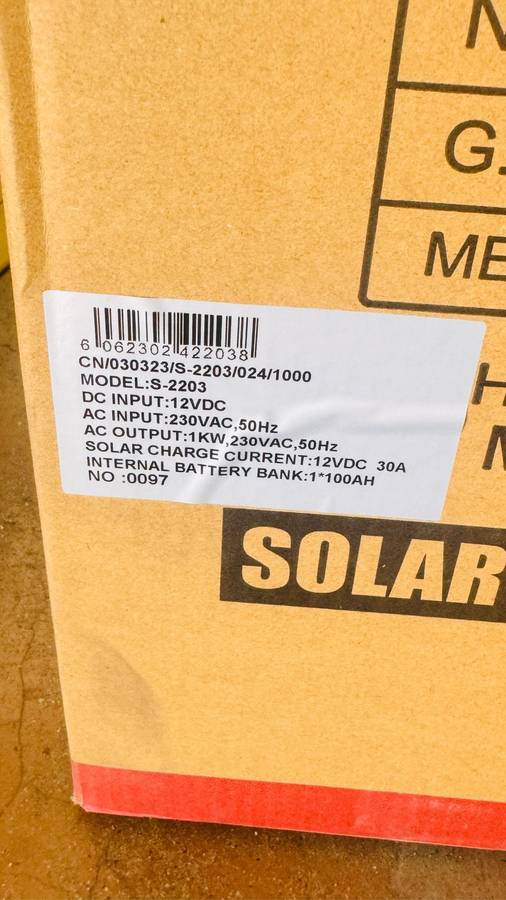 G.
ME
6 062302 422038
CN/030323/S-2203/024/1000
MODEL:S-2203
DC INPUT:12VDC
AC INPUT:230VAC,50Hz
AC OUTPUT:1KW,230VAC,50Hz
SOLAR CHARGE CURRENT:12VDC 30A
INTERNAL BATTERY BANK:1*100AH
NO :0097
SOLAR